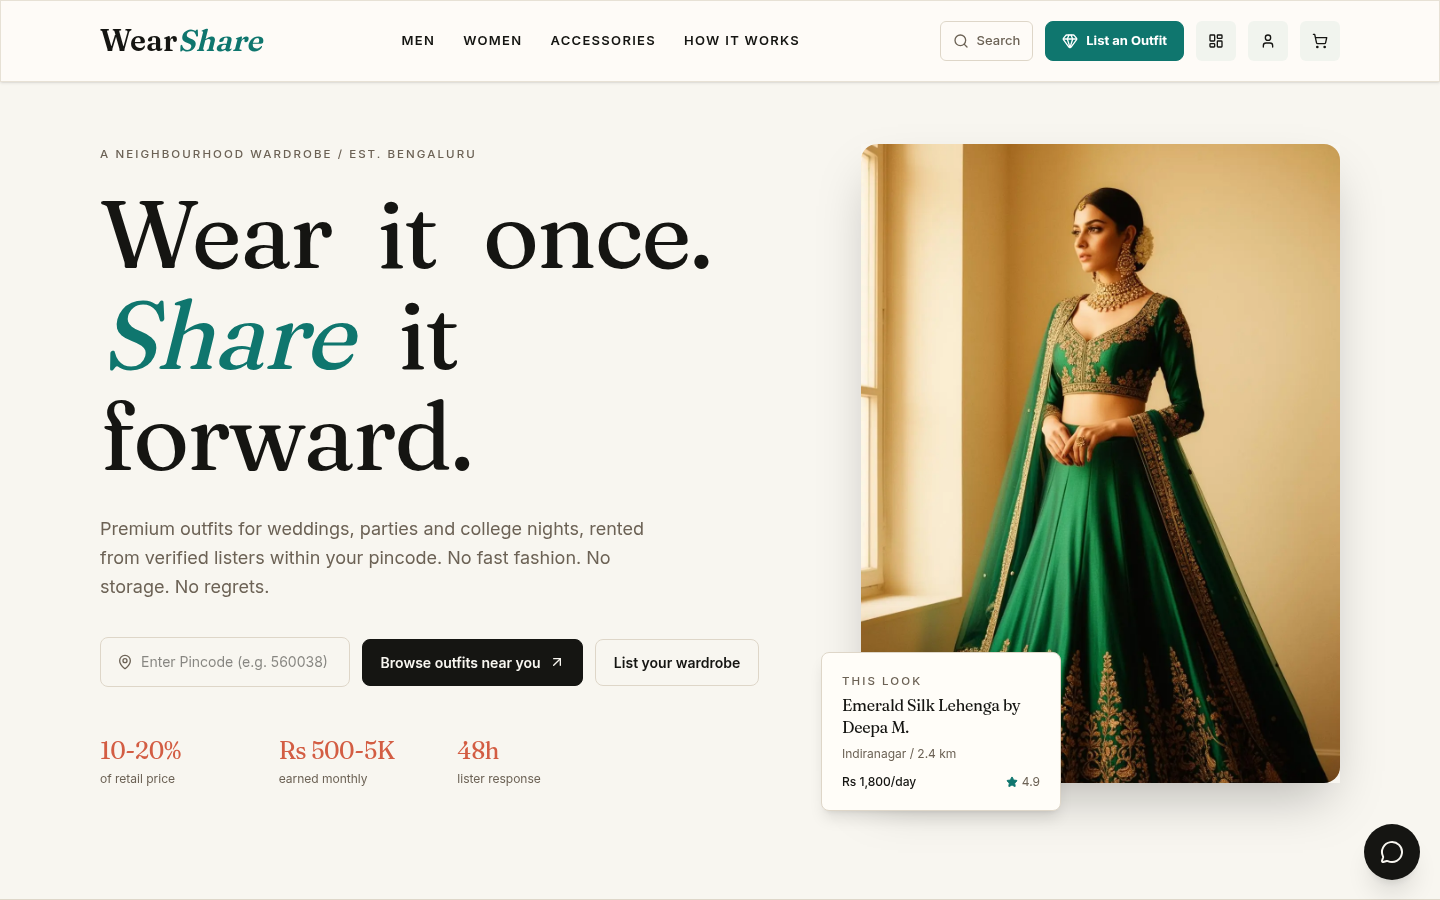 WearShare
MEN
WOMEN
ACCESSORIES
HOW IT WORKS
Search
List an Outfit
A NEIGHBOURHOOD WARDROBE / EST. BENGALURU
Wear it once.
Share it
forward.
Premium outfits for weddings, parties and college nights, rented
from verified listers within your pincode. No fast fashion. No
storage. No regrets.
Enter Pincode (e.g. 560038)
Browse outfits near you
List your wardrobe
10-20%
of retail price
Rs 500-5K
earned monthly
48h
lister response
THIS LOOK
Emerald Silk Lehenga by
Deepa M.
Indiranagar / 2.4 km
Rs 1,800/day
4.9